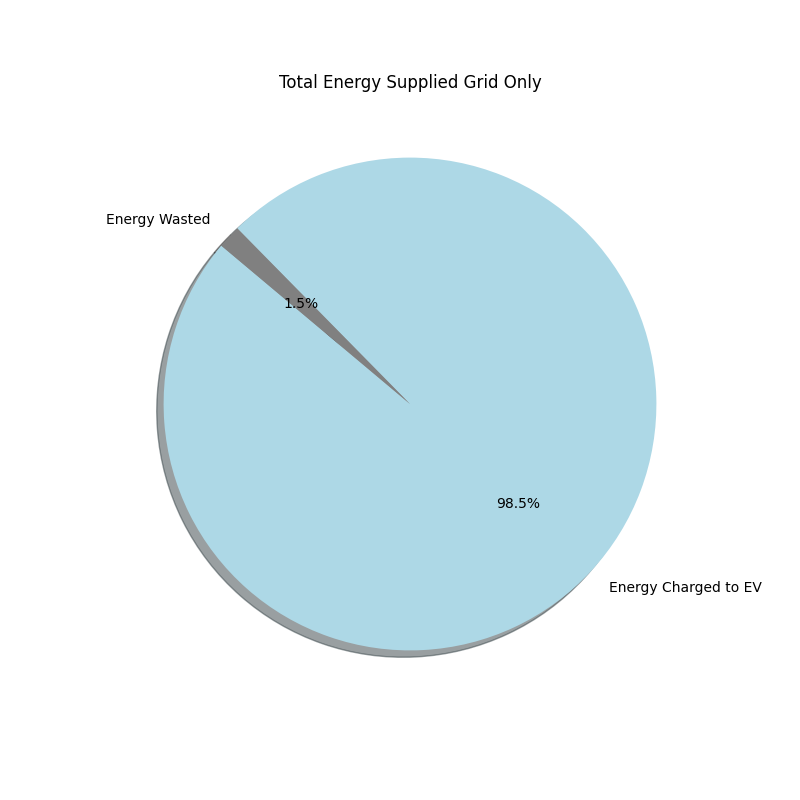 Total Energy Supplied Grid Only
Energy Wasted
1.5%
98.5%
Energy Charged to EV